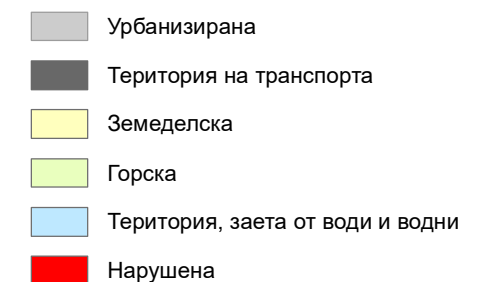 Урбанизирана
Територия на транспорта
Земеделска
Горска
Територия, заета от води и водни
Нарушена